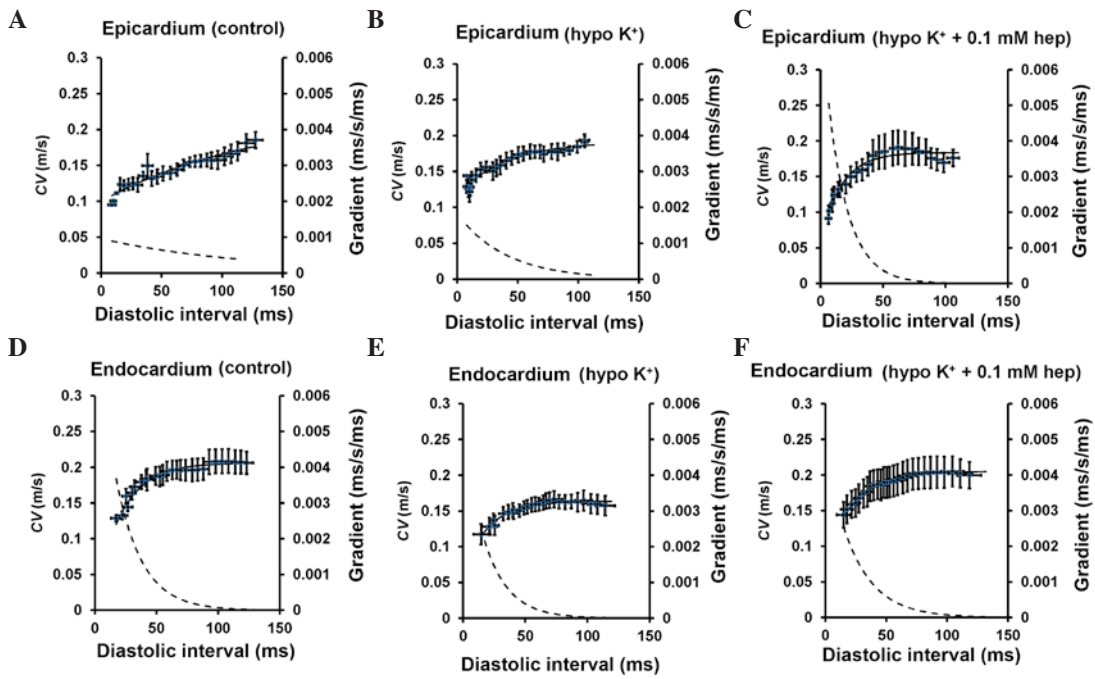 A
Epicardium (control)
0.3
0.25
0.2
0.15
0.1
0.05
0
CV (m/s)
0.006
0.005
0.004
0.003
0.002
0.001
0
Gradient (ms/s/ms)
0 50 100 150
Diastolic interval (ms)
B
Epicardium (hypo K⁺)
0.3
0.25
0.2
0.15
0.1
0.05
0
CV (m/s)
0.006
0.005
0.004
0.003
0.002
0.001
0
Gradient (ms/s/ms)
0 50 100 150
Diastolic interval (ms)
C
Epicardium (hypo K⁺ + 0.1 mM hep)
0.3
0.25
0.2
0.15
0.1
0.05
0
CV (m/s)
0.006
0.005
0.004
0.003
0.002
0.001
0
Gradient (ms/s/ms)
0 50 100 150
Diastolic interval (ms)
D
Endocardium (control)
0.3
0.25
0.2
0.15
0.1
0.05
0
CV (m/s)
0.006
0.005
0.004
0.003
0.002
0.001
0
Gradient (ms/s/ms)
0 50 100 150
Diastolic interval (ms)
E
Endocardium (hypo K⁺)
0.3
0.25
0.2
0.15
0.1
0.05
0
CV (m/s)
0.006
0.005
0.004
0.003
0.002
0.001
0
Gradient (ms/s/ms)
0 50 100 150
Diastolic interval (ms)
F
Endocardium (hypo K⁺ + 0.1 mM hep)
0.3
0.25
0.2
0.15
0.1
0.05
0
CV (m/s)
0.006
0.005
0.004
0.003
0.002
0.001
0
Gradient (ms/s/ms)
0 50 100 150
Diastolic interval (ms)